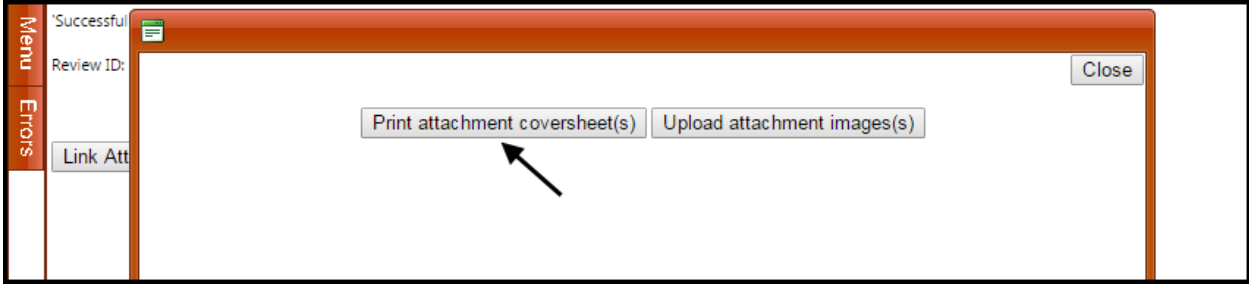 Menu
Errors
'Successful
Review ID:
Link Att
Close
Print attachment coversheet(s)
Upload attachment images(s)